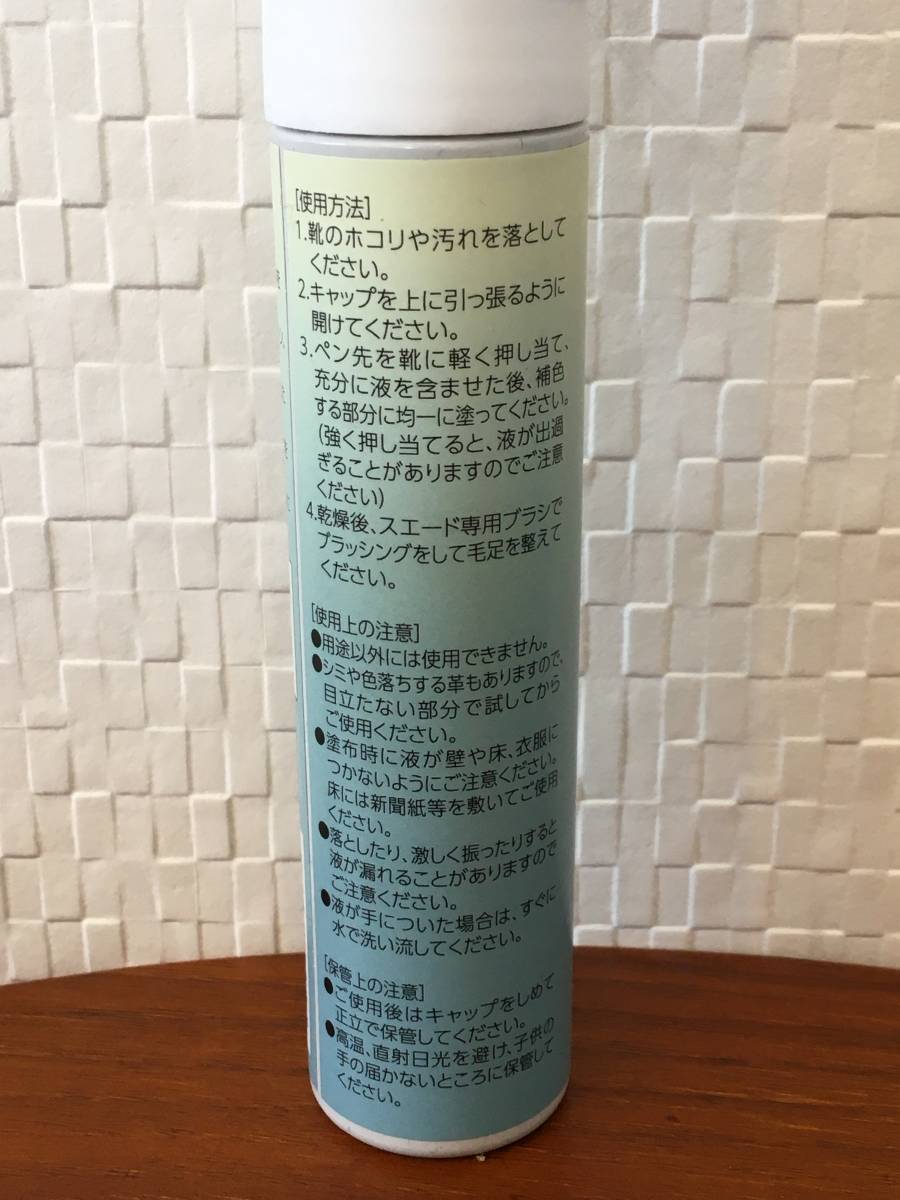 [使用方法]
1.靴のホコリや汚れを落として
ください。
2.キャップを上に引っ張るように
開けてください。
3.ペン先を靴に軽く押し当て、
充分に液を含ませた後、補色
する部分に均一に塗ってください。
(強く押し当てると、液が出過
ぎることがありますのでご注意
ください)
4.乾燥後、スエード専用ブラシで
ブラッシングをして毛足を整えて
ください。
[使用上の注意]
●用途以外には使用できません。
●シミや色落ちする革もありますので、
目立たない部分で試してから
ご使用ください。
●塗布時に液が壁や床、衣服に
つかないようにご注意ください。
床には新聞紙等を敷いてご使用
ください。
●落としたり、激しく振ったりすると
液が漏れることがありますので
ご注意ください。
●液が手についた場合は、すぐに
水で洗い流してください。
[保管上の注意]
●ご使用後はキャップをしめて
正立で保管してください。
●高温、直射日光を避け、子供の
手の届かないところに保管して
ください。